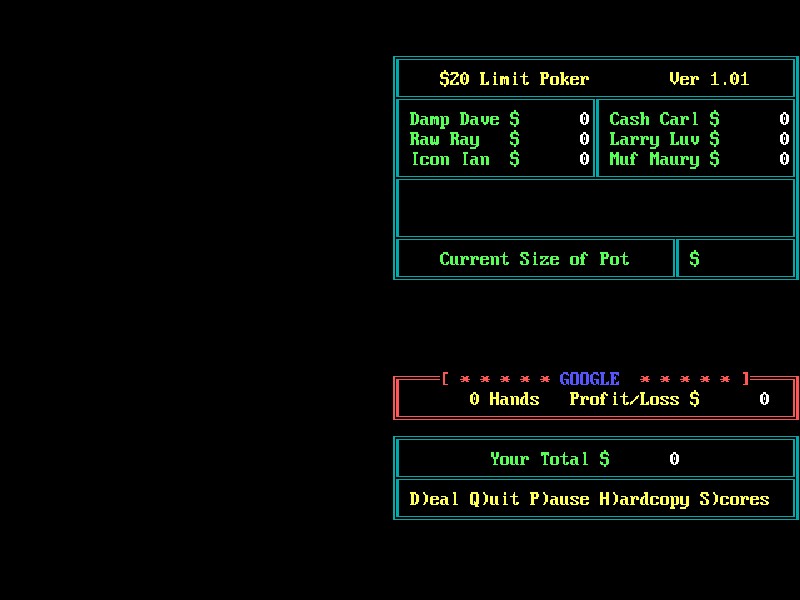 $20 Limit Poker Ver 1.01
Damp Dave $ 0 Cash Carl $ 0
Raw Ray $ 0 Larry Luv $ 0
Icon Ian $ 0 Muf Maury $ 0
Current Size of Pot $
[ * * * * * GOOGLE * * * * * ]
0 Hands Profit/Loss $ 0
Your Total $ 0
D)eal Q)uit P)ause H)ardcopy S)cores